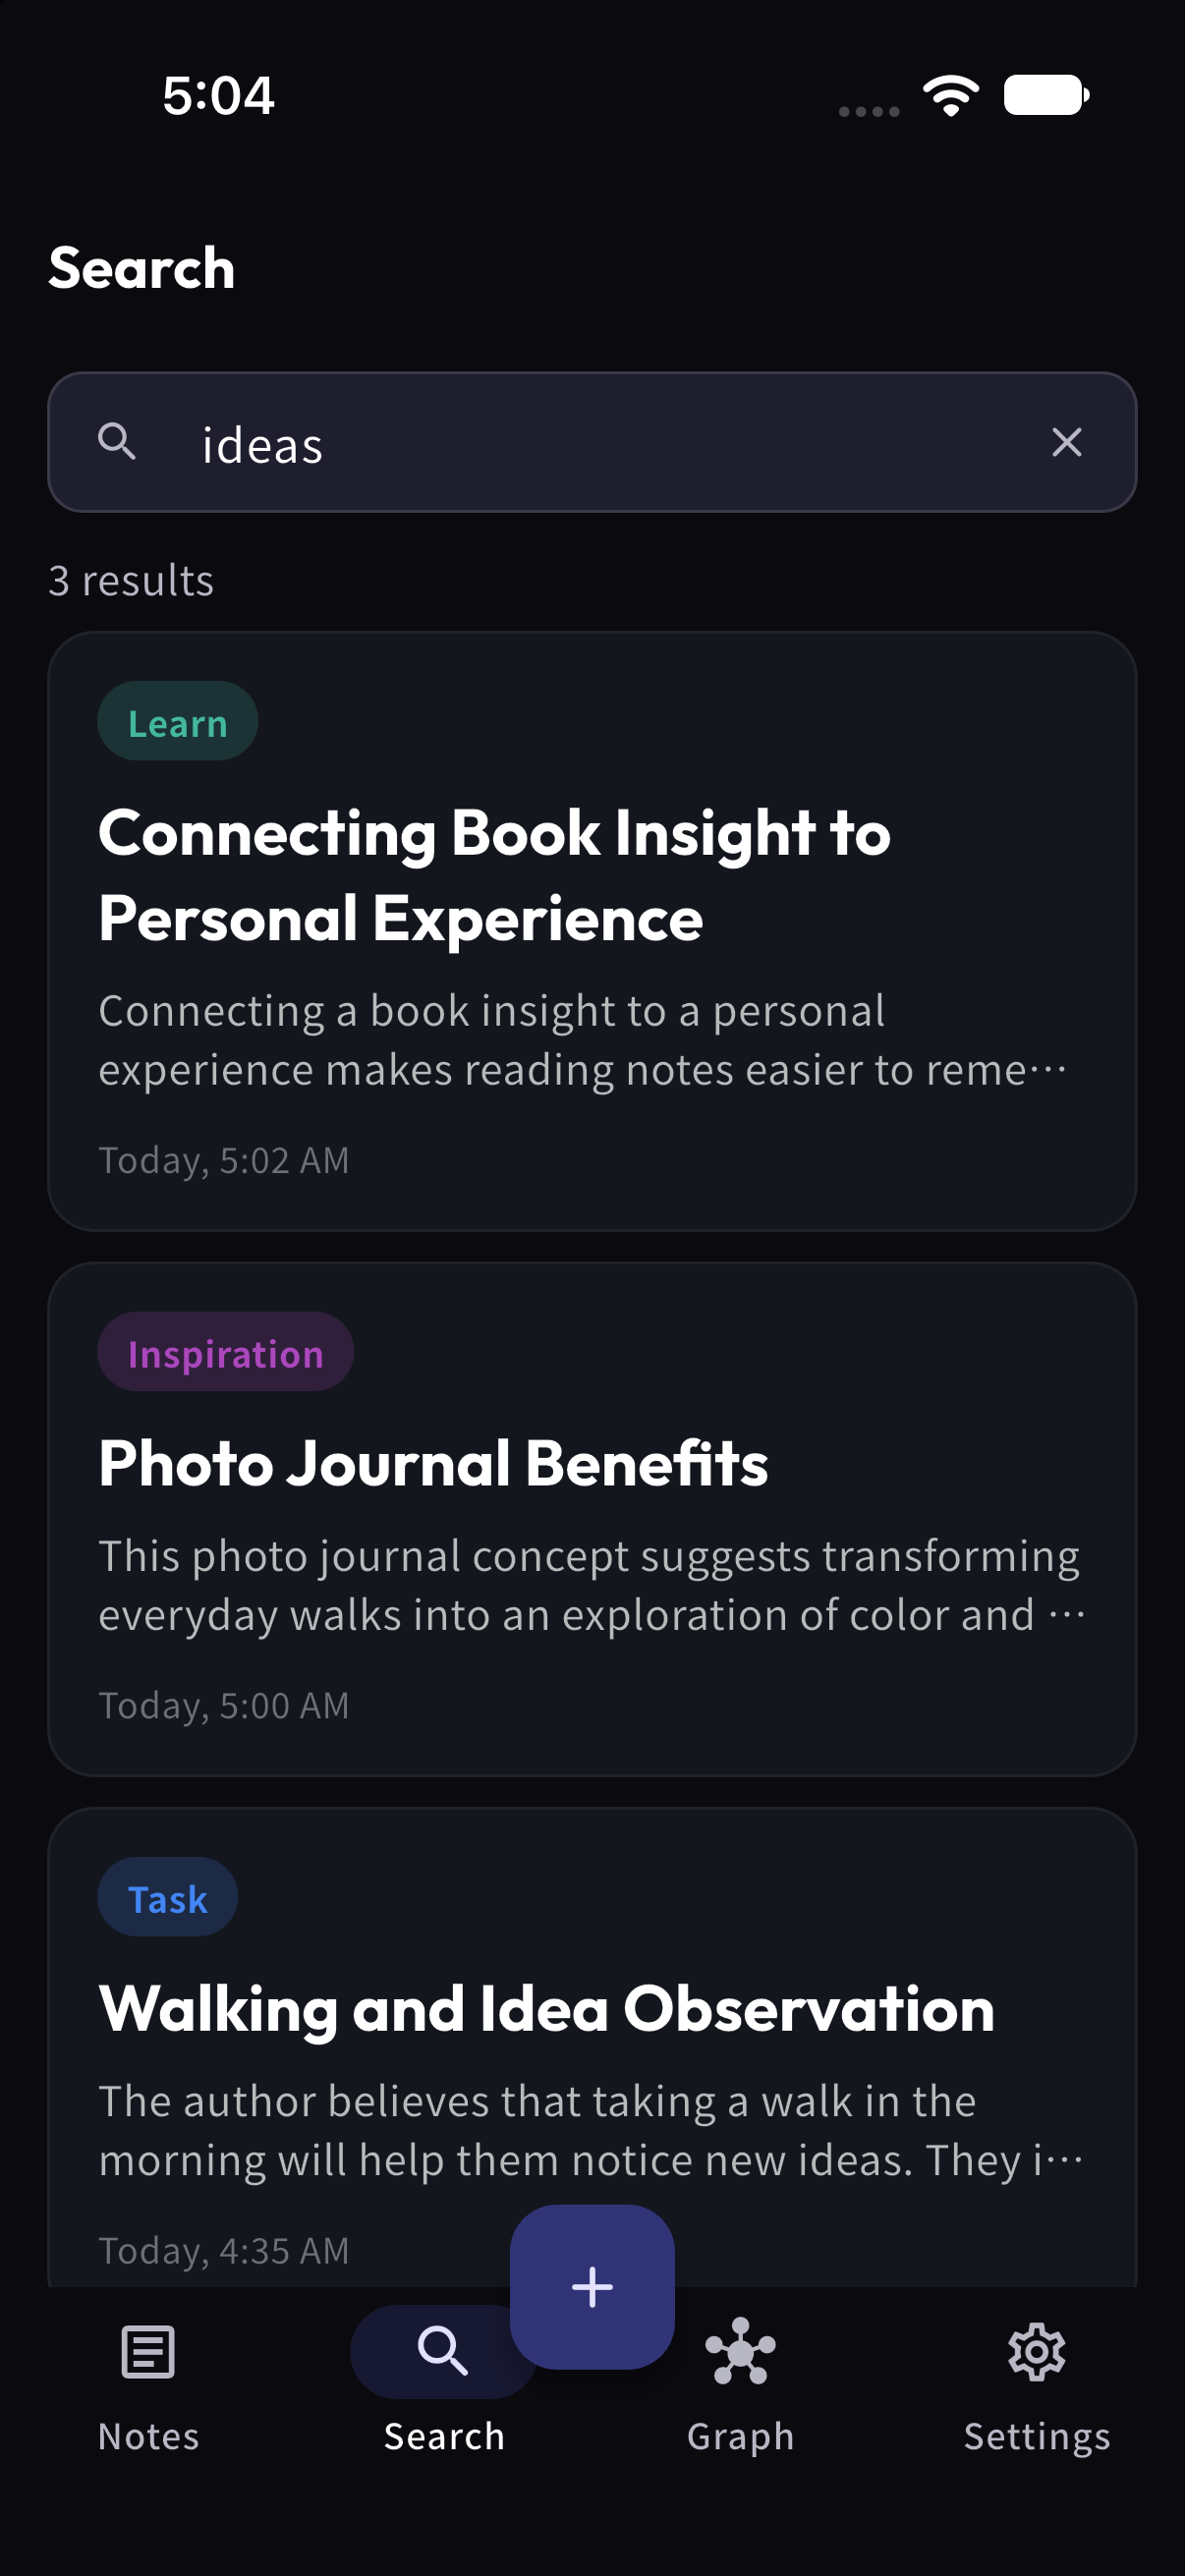 5:04
Search
ideas
3 results
Learn
Connecting Book Insight to
Personal Experience
Connecting a book insight to a personal
experience makes reading notes easier to reme…
Today, 5:02 AM
Inspiration
Photo Journal Benefits
This photo journal concept suggests transforming
everyday walks into an exploration of color and …
Today, 5:00 AM
Task
Walking and Idea Observation
The author believes that taking a walk in the
morning will help them notice new ideas. They i…
Today, 4:35 AM
Notes
Search
Graph
Settings